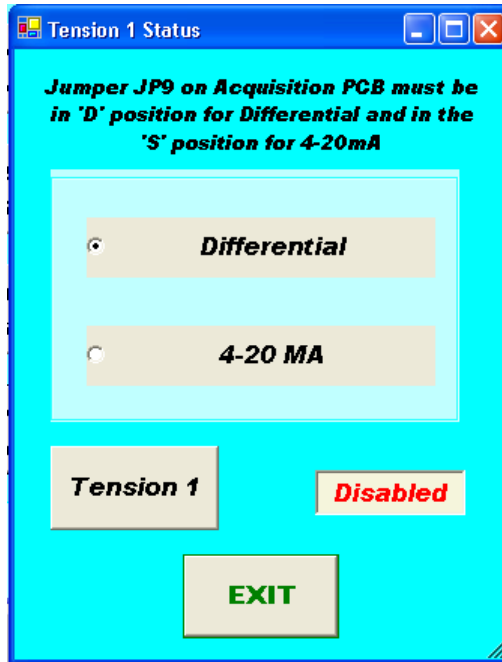 Tension 1 Status
Jumper JP9 on Acquisition PCB must be
in 'D' position for Differential and in the
'S' position for 4-20mA
Differential
4-20 MA
Tension 1
Disabled
EXIT